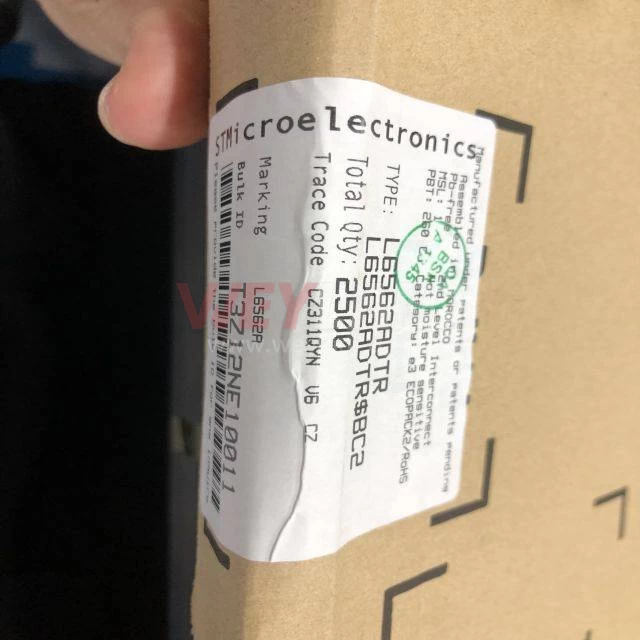 STMicroelectronics
Manufactured under patents or patents pending
Assembled in: MOROCCO
Pb-free 2nd Level Interconnect
MSL: Not moisture sensitive
PBT: 260 C Category: e3 ECOPACK2/RoHS
TYPE: L6562ADTR
L6562ADTR$BC2
Total Qty: 2500
Trace Code CZ311QYN V6 CZ
Marking L6562A
Bulk ID
WEY